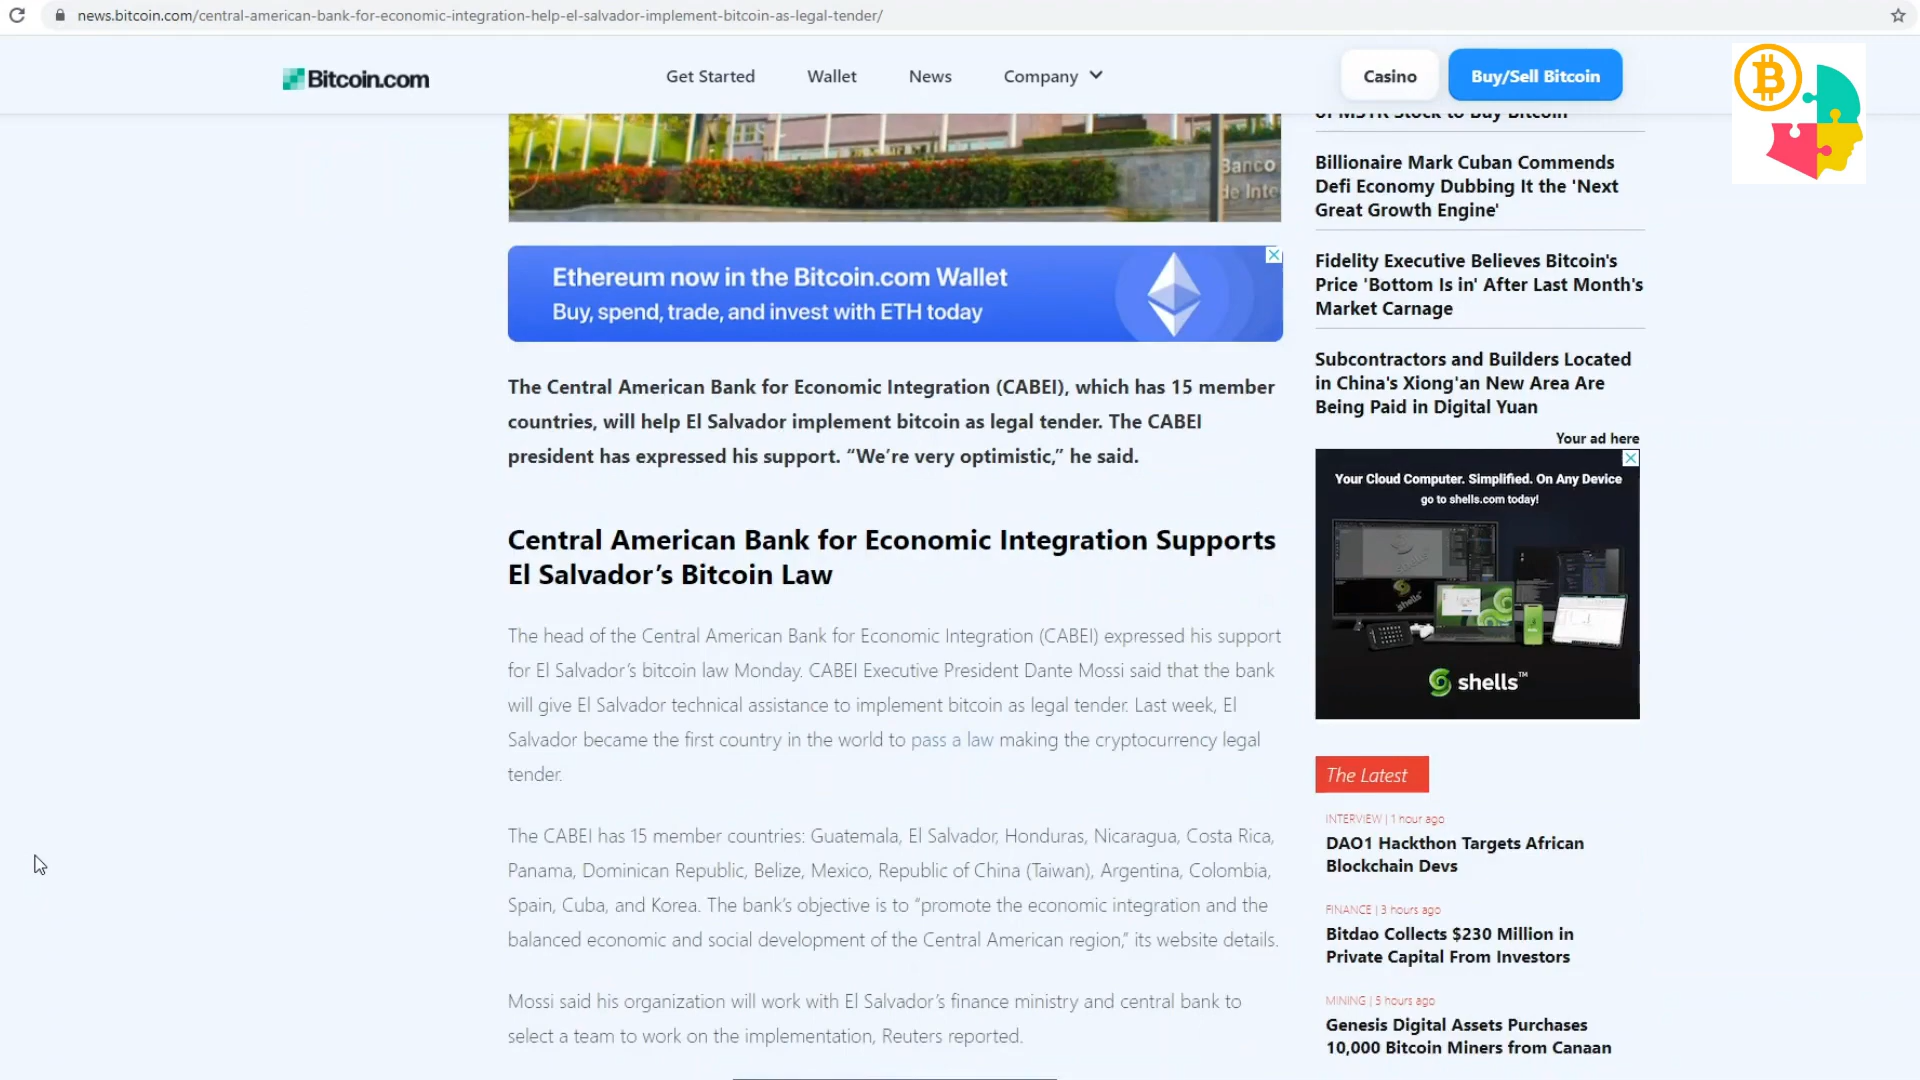 news.bitcoin.com/central-american-bank-for-economic-integration-help-el-salvador-implement-bitcoin-as-legal-tender/
Bitcoin.com
Get Started
Wallet
News
Company
Casino
Buy/Sell Bitcoin
Banco
de Inte
Ethereum now in the Bitcoin.com Wallet
Buy, spend, trade, and invest with ETH today
The Central American Bank for Economic Integration (CABEI), which has 15 member
countries, will help El Salvador implement bitcoin as legal tender. The CABEI
president has expressed his support. “We’re very optimistic,” he said.
Central American Bank for Economic Integration Supports
El Salvador’s Bitcoin Law
The head of the Central American Bank for Economic Integration (CABEI) expressed his support
for El Salvador’s bitcoin law Monday. CABEI Executive President Dante Mossi said that the bank
will give El Salvador technical assistance to implement bitcoin as legal tender. Last week, El
Salvador became the first country in the world to pass a law making the cryptocurrency legal
tender.
The CABEI has 15 member countries: Guatemala, El Salvador, Honduras, Nicaragua, Costa Rica,
Panama, Dominican Republic, Belize, Mexico, Republic of China (Taiwan), Argentina, Colombia,
Spain, Cuba, and Korea. The bank’s objective is to “promote the economic integration and the
balanced economic and social development of the Central American region,” its website details.
Mossi said his organization will work with El Salvador’s finance ministry and central bank to
select a team to work on the implementation, Reuters reported.
of MSTR Stock to Buy Bitcoin
Billionaire Mark Cuban Commends
Defi Economy Dubbing It the 'Next
Great Growth Engine'
Fidelity Executive Believes Bitcoin's
Price 'Bottom Is in' After Last Month's
Market Carnage
Subcontractors and Builders Located
in China's Xiong'an New Area Are
Being Paid in Digital Yuan
Your ad here
Your Cloud Computer. Simplified. On Any Device
go to shells.com today!
shells™
The Latest
INTERVIEW | 1 hour ago
DAO1 Hackthon Targets African
Blockchain Devs
FINANCE | 3 hours ago
Bitdao Collects $230 Million in
Private Capital From Investors
MINING | 5 hours ago
Genesis Digital Assets Purchases
10,000 Bitcoin Miners from Canaan